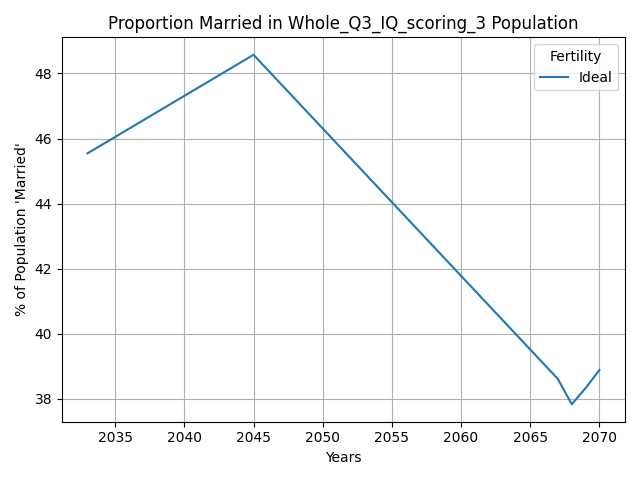 Proportion Married in Whole_Q3_IQ_scoring_3 Population
Fertility
Ideal
% of Population 'Married'
48
46
44
42
40
38
2035 2040 2045 2050 2055 2060 2065 2070
Years